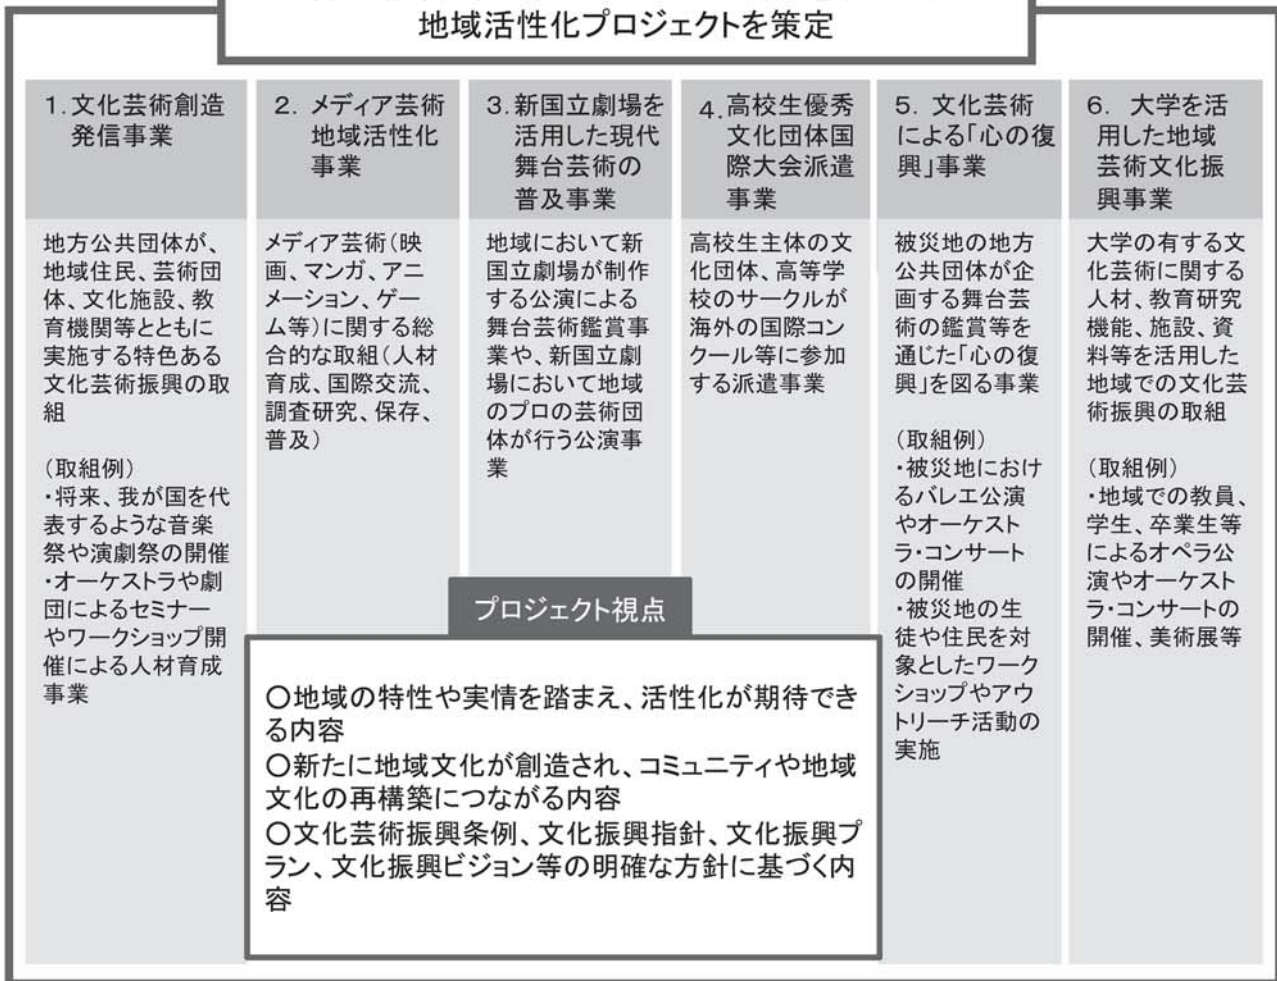 地域活性化プロジェクトを策定
1.文化芸術創造
発信事業
地方公共団体が、
地域住民、芸術団
体、文化施設、教
育機関等とともに
実施する特色ある
文化芸術振興の取
組
(取組例)
・将来、我が国を代
表するような音楽
祭や演劇祭の開催
・オーケストラや劇
団によるセミナー
やワークショップ開
催による人材育成
事業
2. メディア芸術
地域活性化
事業
メディア芸術(映
画、マンガ、アニ
メーション、ゲー
ム等)に関する総
合的な取組(人材
育成、国際交流、
調査研究、保存、
普及)
3.新国立劇場を
活用した現代
舞台芸術の
普及事業
地域において新
国立劇場が制作
する公演による
舞台芸術鑑賞事
業や、新国立劇
場において地域
のプロの芸術団
体が行う公演事
業
4.高校生優秀
文化団体国
際大会派遣
事業
高校生主体の文
化団体、高等学
校のサークルが
海外の国際コン
クール等に参加
する派遣事業
5. 文化芸術
による「心の復
興」事業
被災地の地方
公共団体が企
画する舞台芸
術の鑑賞等を
通じた「心の復
興」を図る事業
(取組例)
・被災地におけ
るバレエ公演
やオーケスト
ラ・コンサート
の開催
・被災地の生
徒や住民を対
象としたワーク
ショップやアウ
トリーチ活動の
実施
6. 大学を活
用した地域
芸術文化振
興事業
大学の有する文
化芸術に関する
人材、教育研究
機能、施設、資
料等を活用した
地域での文化芸
術振興の取組
(取組例)
・地域での教員、
学生、卒業生等
によるオペラ公
演やオーケスト
ラ・コンサートの
開催、美術展等
プロジェクト視点
〇地域の特性や実情を踏まえ、活性化が期待でき
る内容
〇新たに地域文化が創造され、コミュニティや地域
文化の再構築につながる内容
〇文化芸術振興条例、文化振興指針、文化振興プ
ラン、文化振興ビジョン等の明確な方針に基づく内
容